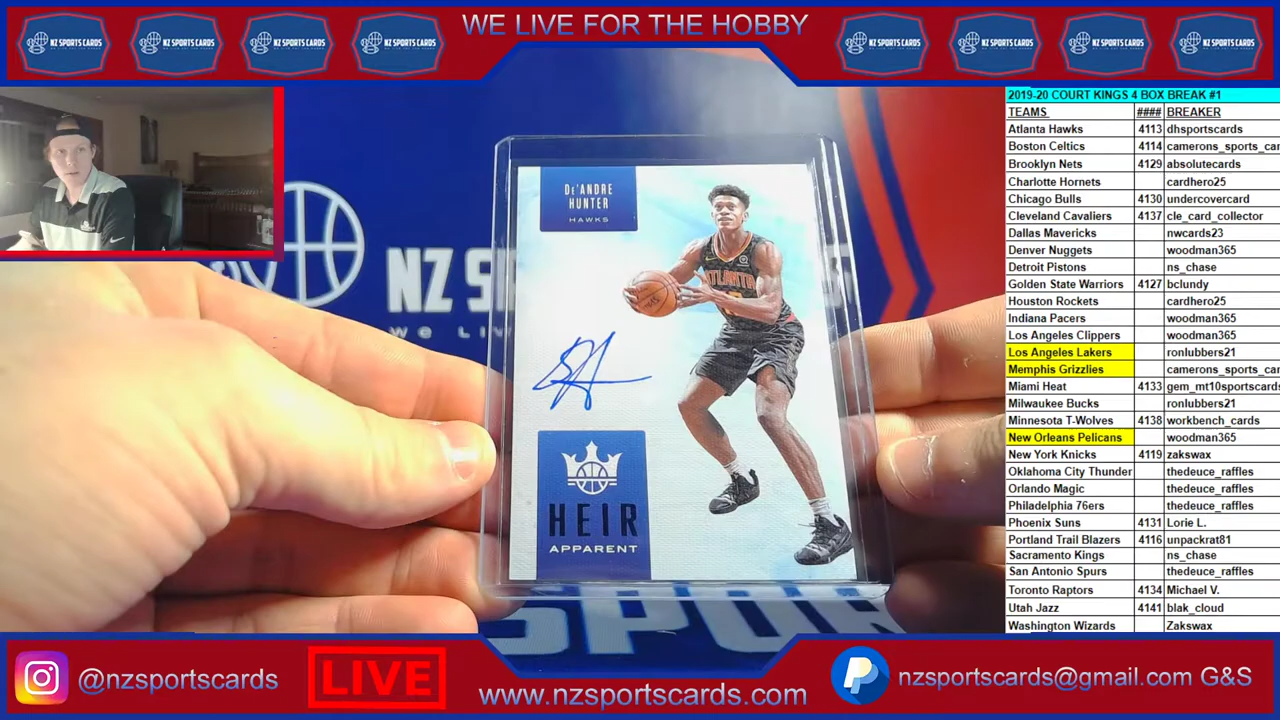 WE LIVE FOR THE HOBBY
NZ SPORTS CARDS
NZ SPORTS CARDS
NZ SPORTS CARDS
NZ SPORTS CARDS
NZ SPORTS CARDS
NZ SPORTS CARDS
NZ SPORTS CARDS
NZ SPORTS CARDS
DE'ANDRE
HUNTER
HAWKS
ATLANTA
HEIR
APPARENT
NZ S
We Liv
SPOR
2019-20 COURT KINGS 4 BOX BREAK #1
TEAMS #### BREAKER
Atlanta Hawks 4113 dhsportscards
Boston Celtics 4114 camerons_sports_ca
Brooklyn Nets 4129 absolutecards
Charlotte Hornets cardhero25
Chicago Bulls 4130 undercovercard
Cleveland Cavaliers 4137 cle_card_collector
Dallas Mavericks nwcards23
Denver Nuggets woodman365
Detroit Pistons ns_chase
Golden State Warriors 4127 bclundy
Houston Rockets cardhero25
Indiana Pacers woodman365
Los Angeles Clippers woodman365
Los Angeles Lakers ronlubbers21
Memphis Grizzlies camerons_sports_ca
Miami Heat 4133 gem_mt10sportscards
Milwaukee Bucks ronlubbers21
Minnesota T-Wolves 4138 workbench_cards
New Orleans Pelicans woodman365
New York Knicks 4119 zakswax
Oklahoma City Thunder thedeuce_raffles
Orlando Magic thedeuce_raffles
Philadelphia 76ers thedeuce_raffles
Phoenix Suns 4131 Lorie L.
Portland Trail Blazers 4116 unpackrat81
Sacramento Kings ns_chase
San Antonio Spurs thedeuce_raffles
Toronto Raptors 4134 Michael V.
Utah Jazz 4141 blak_cloud
Washington Wizards Zakswax
@nzsportscards
LIVE
www.nzsportscards.com
nzsportscards@gmail.com G&S